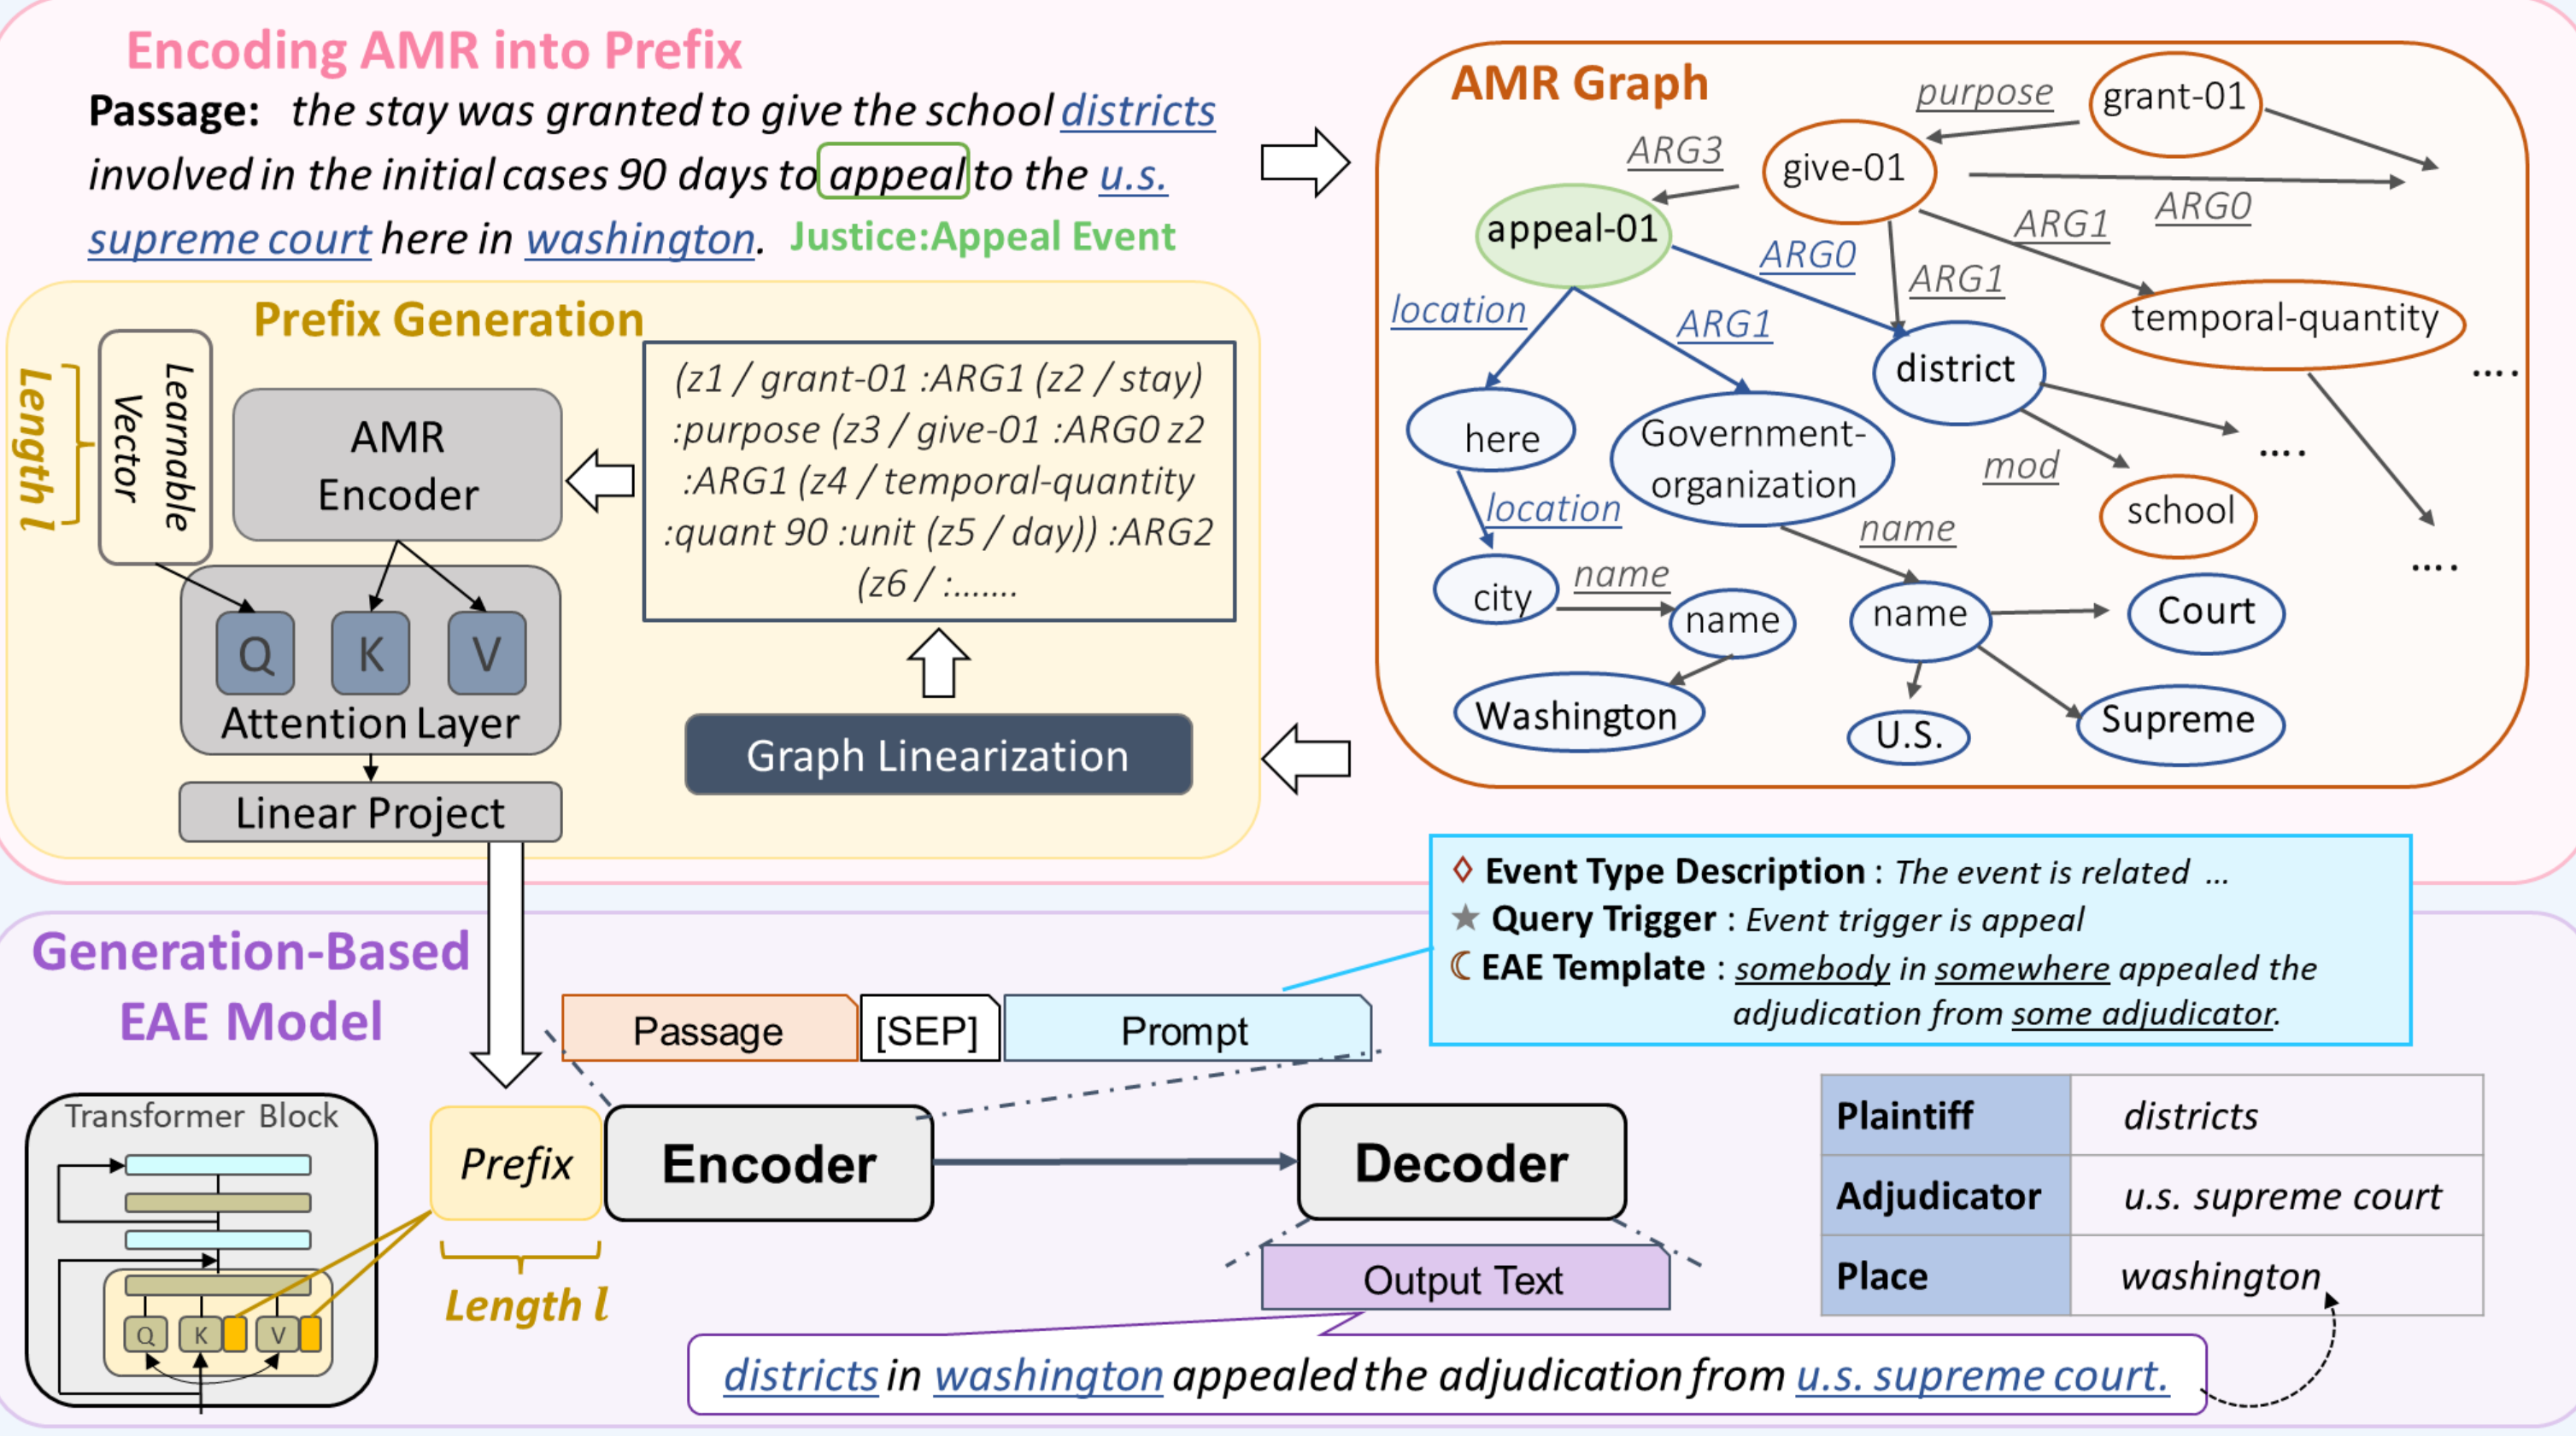 Encoding AMR into Prefix
Passage: the stay was granted to give the school districts
involved in the initial cases 90 days to appeal to the u.s.
supreme court here in washington. Justice:Appeal Event
Prefix Generation
Length l
Learnable
Vector
AMR
Encoder
(z1 / grant-01 :ARG1 (z2 / stay)
:purpose (z3 / give-01 :ARG0 z2
:ARG1 (z4 / temporal-quantity
:quant 90 :unit (z5 / day)) :ARG2
(z6 / :.......
Q K V
Attention Layer
Linear Project
Graph Linearization
AMR Graph
purpose
grant-01
ARG3
give-01
ARG0
appeal-01
ARG0
ARG1
ARG1
temporal-quantity
location
ARG1
district
....
here
Government-
organization
....
mod
school
location
name
....
city
name
name
name
Court
Washington
U.S.
Supreme
Generation-Based
EAE Model
◊ Event Type Description : The event is related ...
★ Query Trigger : Event trigger is appeal
☾ EAE Template : somebody in somewhere appealed the
adjudication from some adjudicator.
Passage [SEP] Prompt
Transformer Block
Q K V
Prefix
Length l
Encoder
Decoder
Output Text
districts in washington appealed the adjudication from u.s. supreme court.
Plaintiff districts
Adjudicator u.s. supreme court
Place washington